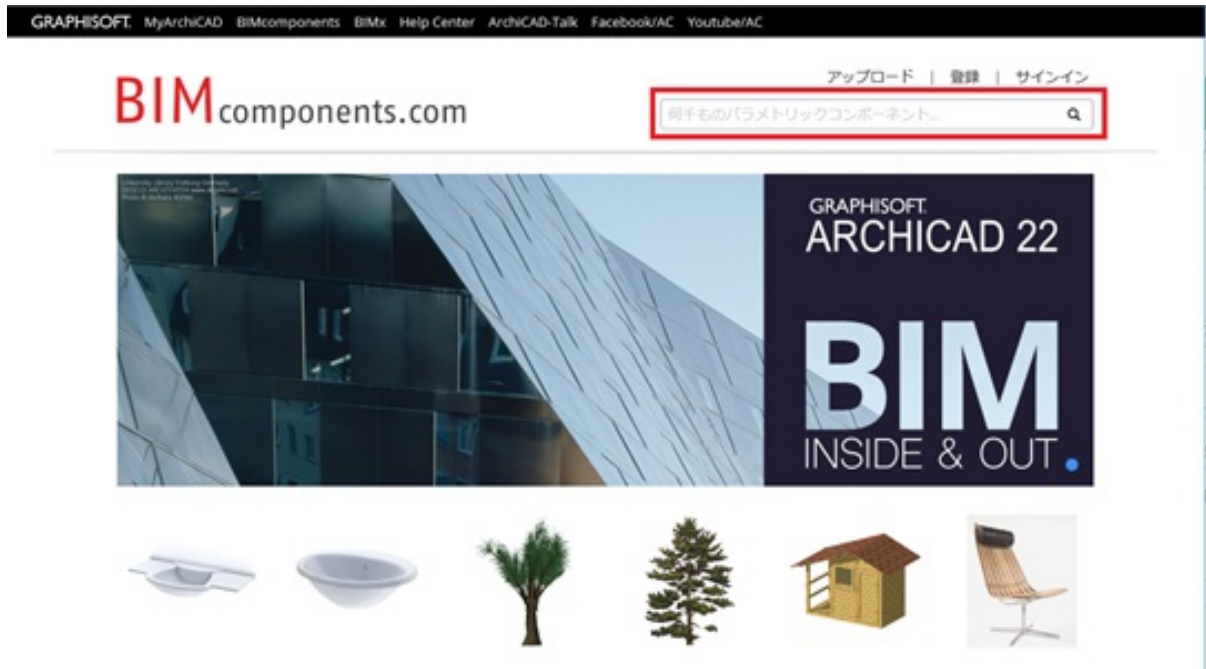 GRAPHISOFT. MyArchiCAD BIMcomponents BIMx Help Center ArchiCAD-Talk Facebook/AC Youtube/AC
アップロード | 登録 | サインイン
BIMcomponents.com
何千ものパラメトリックコンポーネント...
GRAPHISOFT.
ARCHICAD 22
BIM
INSIDE & OUT.